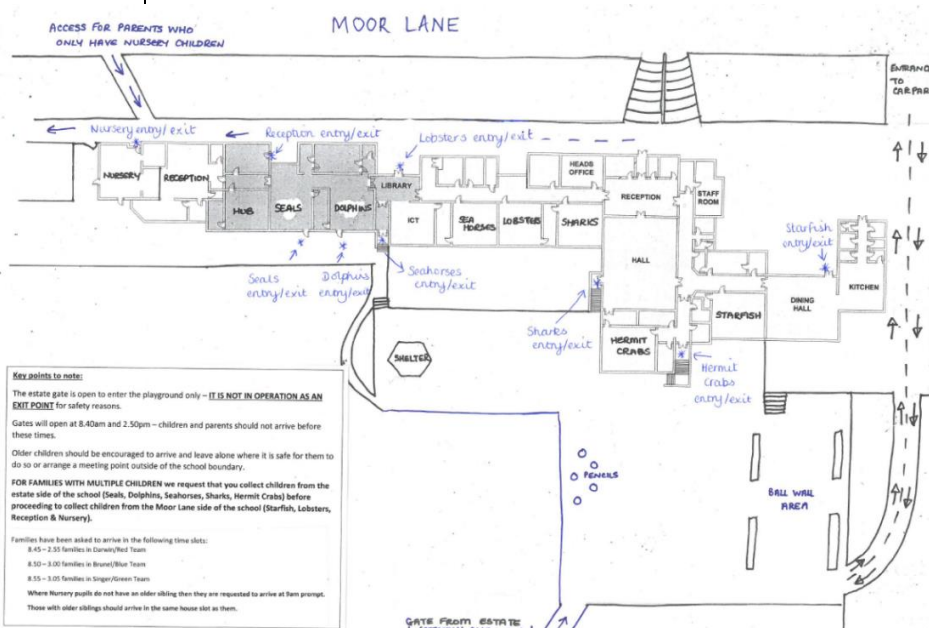 MOOR LANE
ACCESS FOR PARENTS WHO
ONLY HAVE NURSERY CHILDREN
ENTRAN
TO
CARPAR
Nursery entry/exit
Reception entry/exit
Lobsters entry/exit
NURSERY
RECEPTION
HUB
SEALS
DOLPHINS
LIBRARY
ICT
SEA
HORSES
LOBSTERS
SHARKS
HEADS
OFFICE
RECEPTION
STAFF
ROOM
HALL
Starfish
entry/exit
KITCHEN
DINING
HALL
STARFISH
HERMIT
CRABS
Seals
entry/exit
Dolphins
entry/exit
Seahorses
entry/exit
Sharks
entry/exit
Hermit
Crabs
entry/exit
SHELTER
PENCILS
BALL WALL
AREA
Key points to note:
The estate gate is open to enter the playground only – IT IS NOT IN OPERATION AS AN
EXIT POINT for safety reasons.
Gates will open at 8.40am and 2.50pm – children and parents should not arrive before
these times.
Older children should be encouraged to arrive and leave alone where it is safe for them to
do so or arrange a meeting point outside of the school boundary.
FOR FAMILIES WITH MULTIPLE CHILDREN we request that you collect children from the
estate side of the school (Seals, Dolphins, Seahorses, Sharks, Hermit Crabs) before
proceeding to collect children from the Moor Lane side of the school (Starfish, Lobsters,
Reception & Nursery).
Families have been asked to arrive in the following time slots:
8.45 – 2.55 families in Darwin/Red Team
8.50 – 3.00 families in Brunel/Blue Team
8.55 – 3.05 families in Singer/Green Team
Where Nursery pupils do not have an older sibling then they are requested to arrive at 9am prompt.
Those with older siblings should arrive in the same house slot as them.
GATE FROM ESTATE